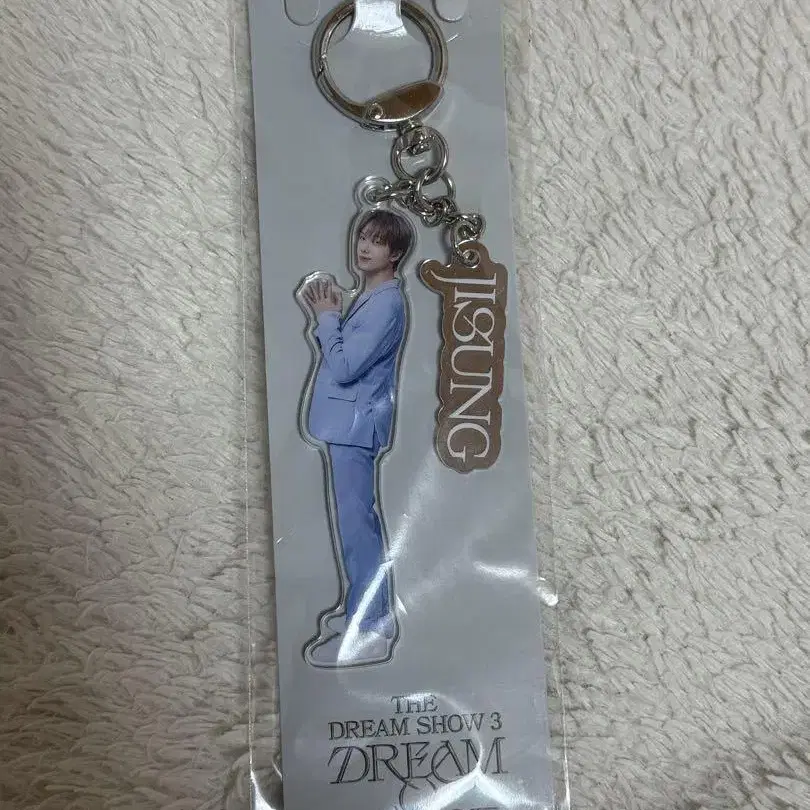 JISUNG
THE
DREAM SHOW 3
DREAM